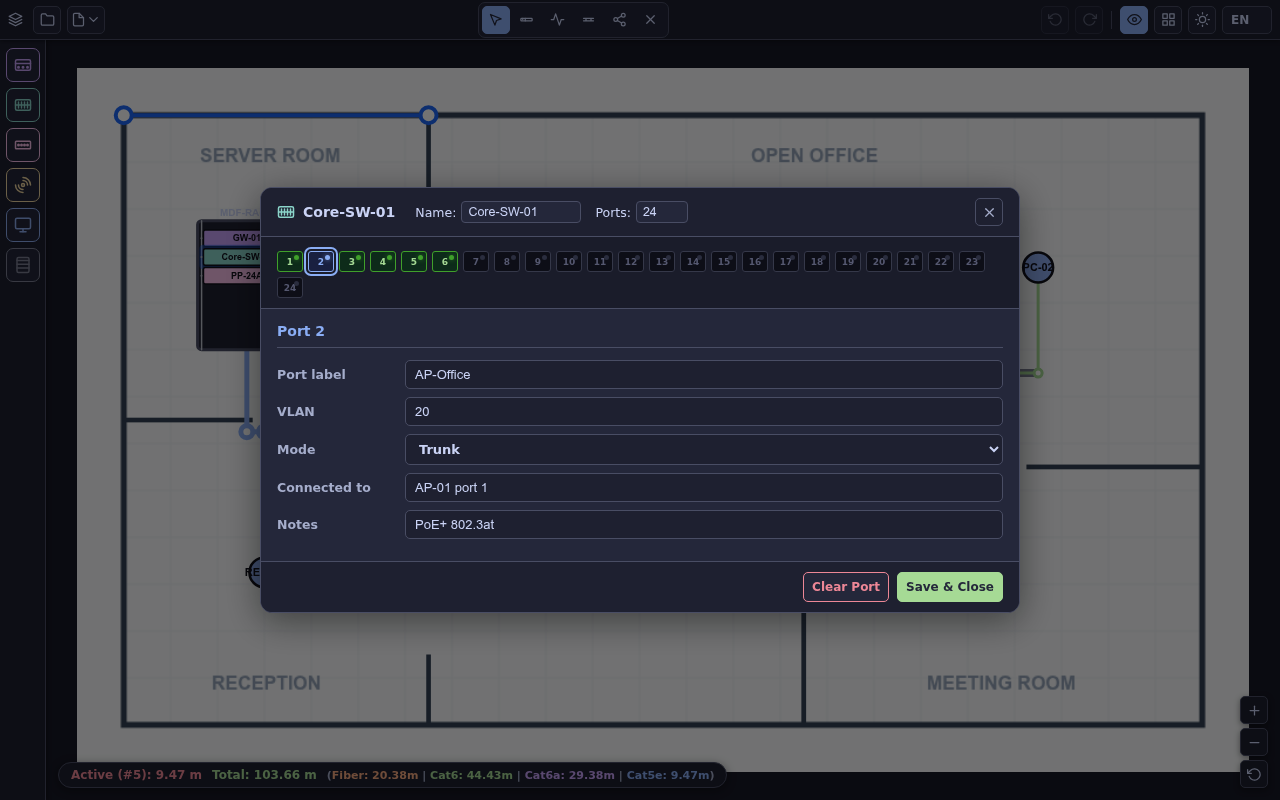 EN
SERVER ROOM
OPEN OFFICE
MDF-RA
GW-01
Core-SW
PP-24
PC-02
Core-SW-01 Name: Core-SW-01 Ports: 24
1 2 3 4 5 6 7 8 9 10 11 12 13 14 15 16 17 18 19 20 21 22 23
24
Port 2
Port label AP-Office
VLAN 20
Mode Trunk
Connected to AP-01 port 1
Notes PoE+ 802.3at
Clear Port Save & Close
RE
RECEPTION
MEETING ROOM
Active (#5): 9.47 m Total: 103.66 m (Fiber: 20.38m | Cat6: 44.43m | Cat6a: 29.38m | Cat5e: 9.47m)